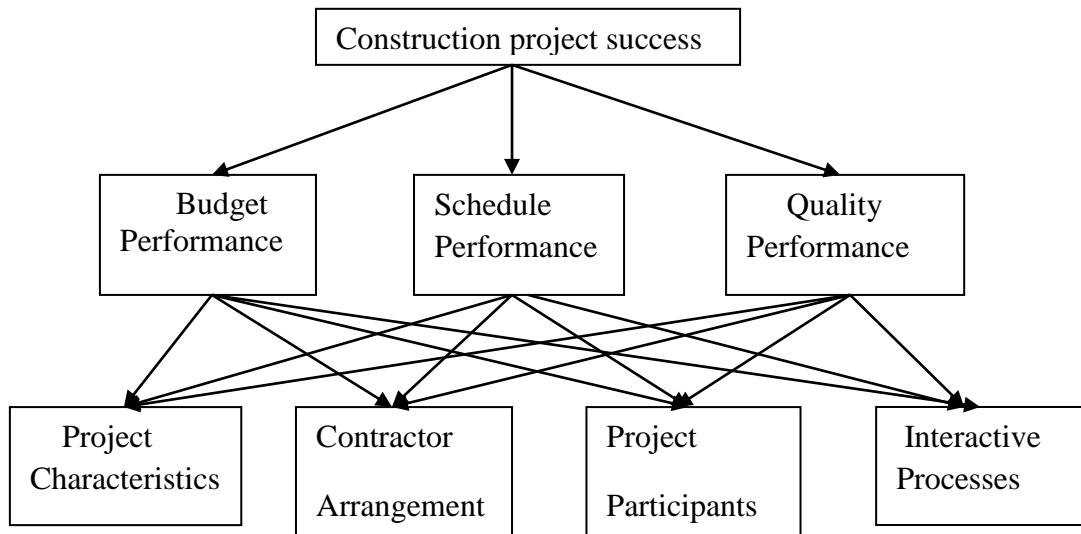 Construction project success
Budget
Performance
Schedule
Performance
Quality
Performance
Project
Characteristics
Contractor
Arrangement
Project
Participants
Interactive
Processes